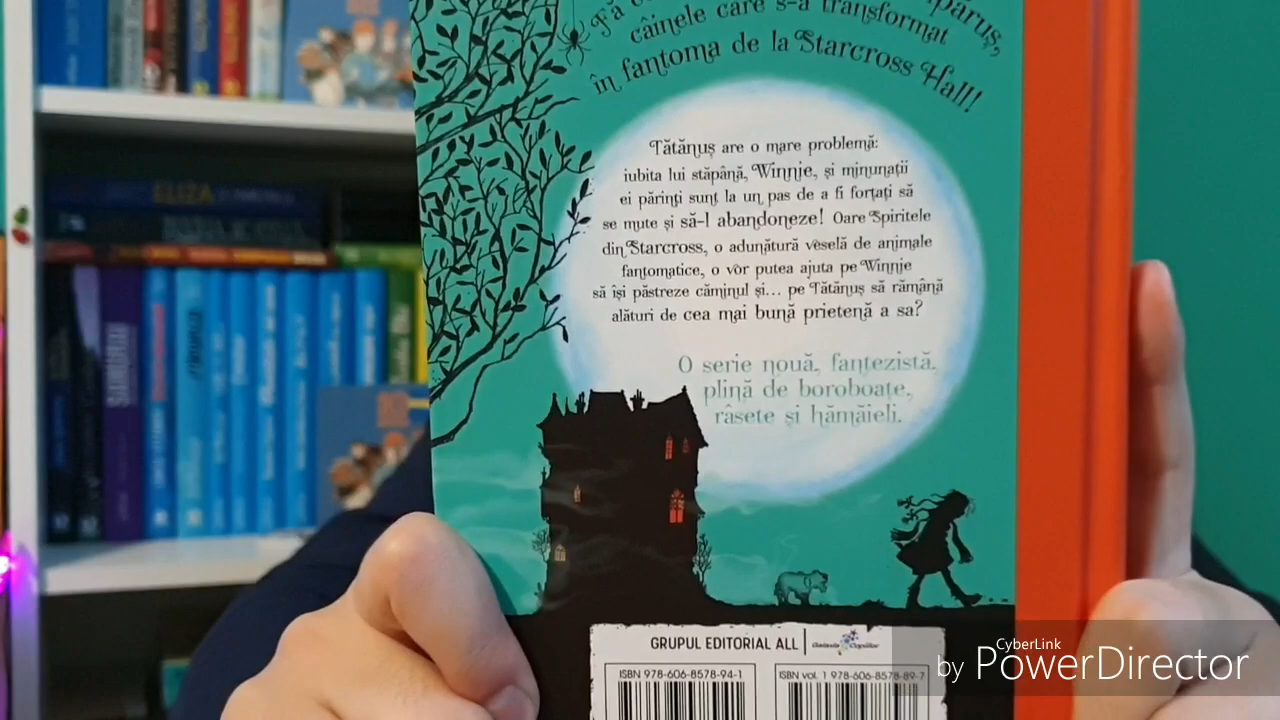 ELIZA
Fă c
păruș,
câinele care s-a transformat
în fantoma de la Starcross Hall!
Tătănuș are o mare problemă:
iubita lui stăpână, Winnie, și minunații
ei părinți sunt la un pas de a fi forțați să
se mute și să-l abandoneze! Oare Spiritele
din Starcross, o adunătură veselă de animale
fantomatice, o vor putea ajuta pe Winnie
să își păstreze căminul și... pe Tătănuș să rămână
alături de cea mai bună prietenă a sa?
O serie nouă, fantezistă,
plină de boroboațe,
râsete și hămăieli.
GRUPUL EDITORIAL ALL
ISBN 978-606-8578-94-1
ISBN vol. 1 978-606-8578-89-7
CyberLink
by PowerDirector